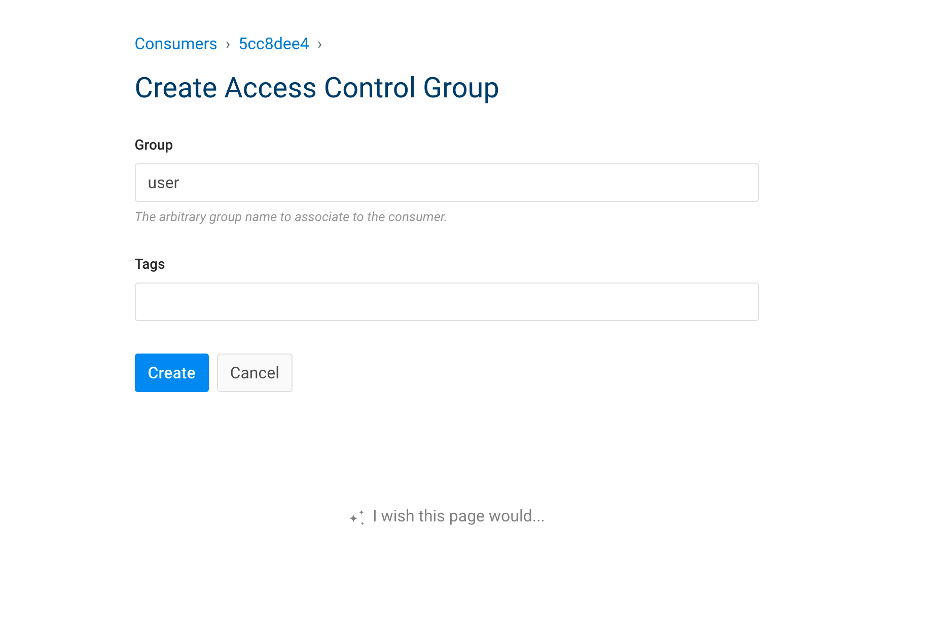 Consumers › 5cc8dee4 ›
Create Access Control Group
Group
user
The arbitrary group name to associate to the consumer.
Tags
Create Cancel
I wish this page would...